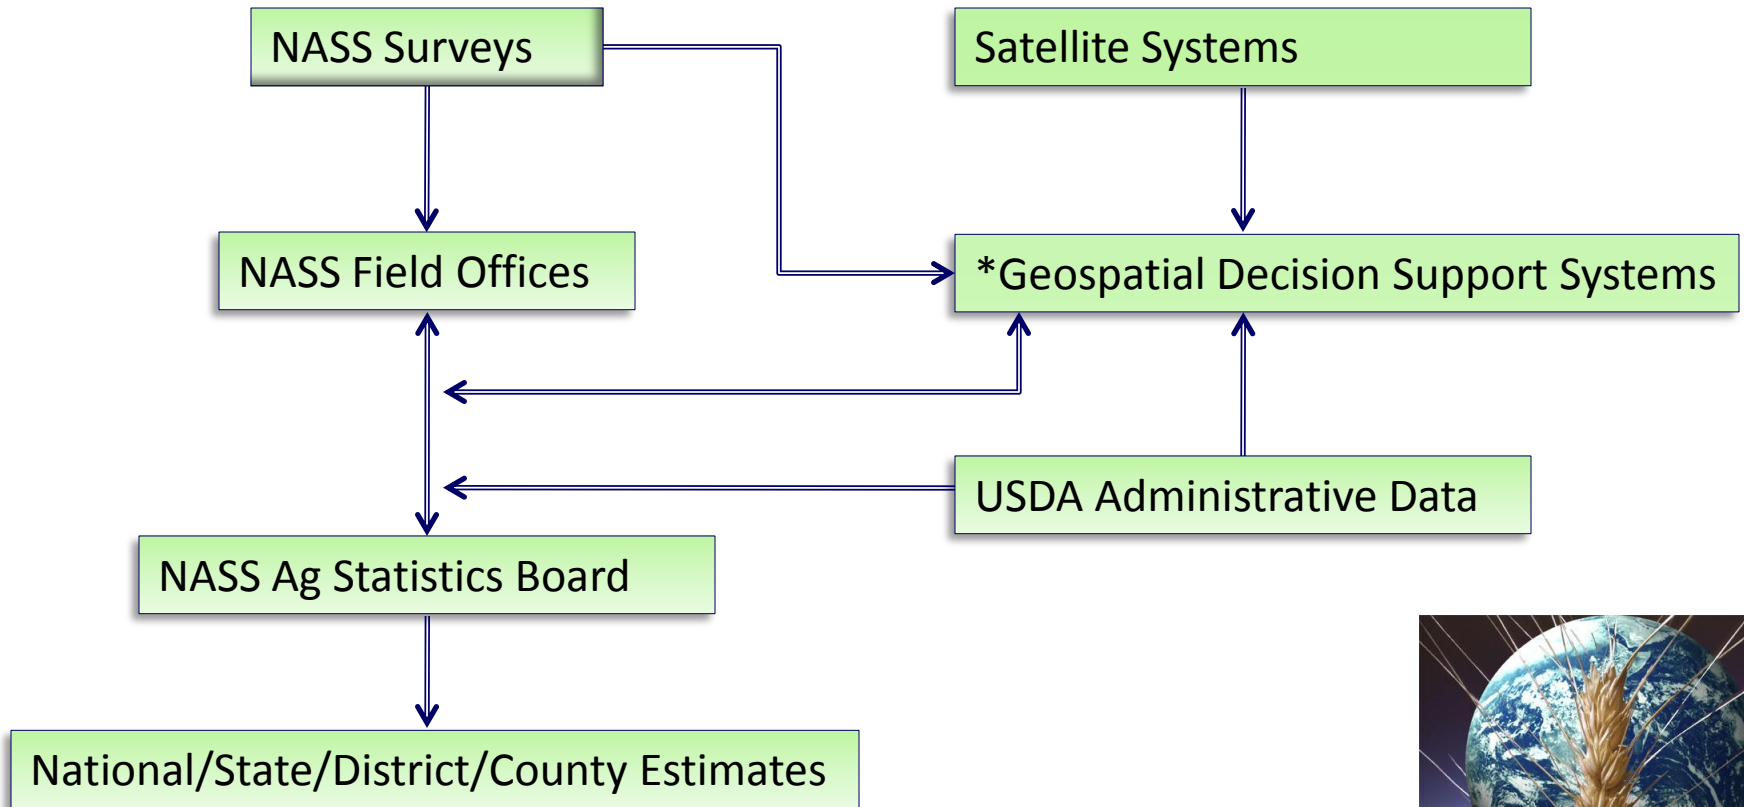 NASS Surveys
Satellite Systems
NASS Field Offices
*Geospatial Decision Support Systems
USDA Administrative Data
NASS Ag Statistics Board
National/State/District/County Estimates